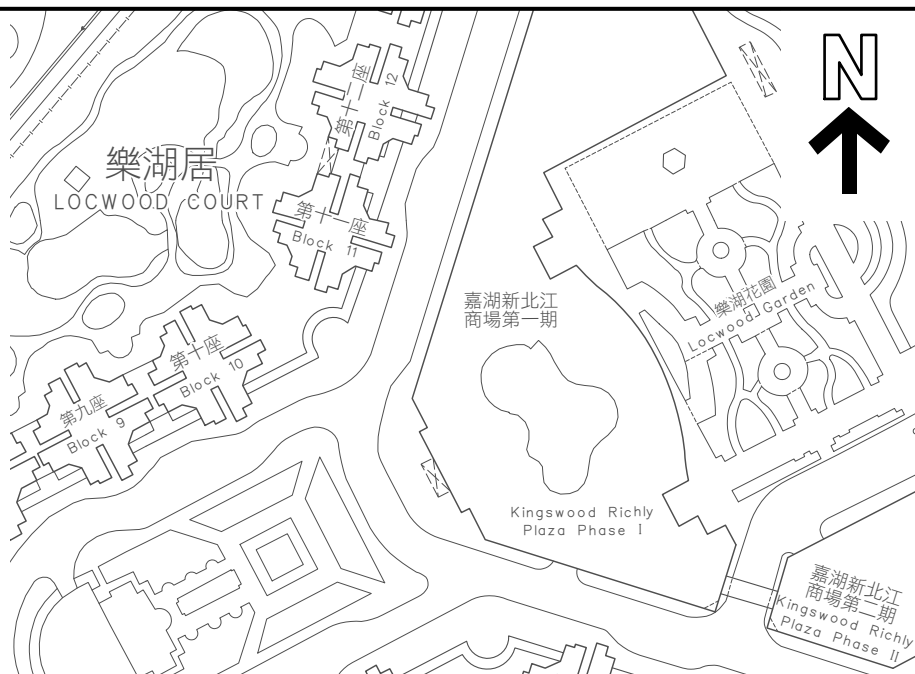 N
第十二座
Block 12
樂湖居
LOCWOOD COURT
第十一座
Block 11
嘉湖新北江
商場第一期
樂湖花園
Locwood Garden
第十座
Block 10
第九座
Block 9
Kingswood Richly
Plaza Phase I
嘉湖新北江
商場第二期
Kingswood Richly
Plaza Phase II